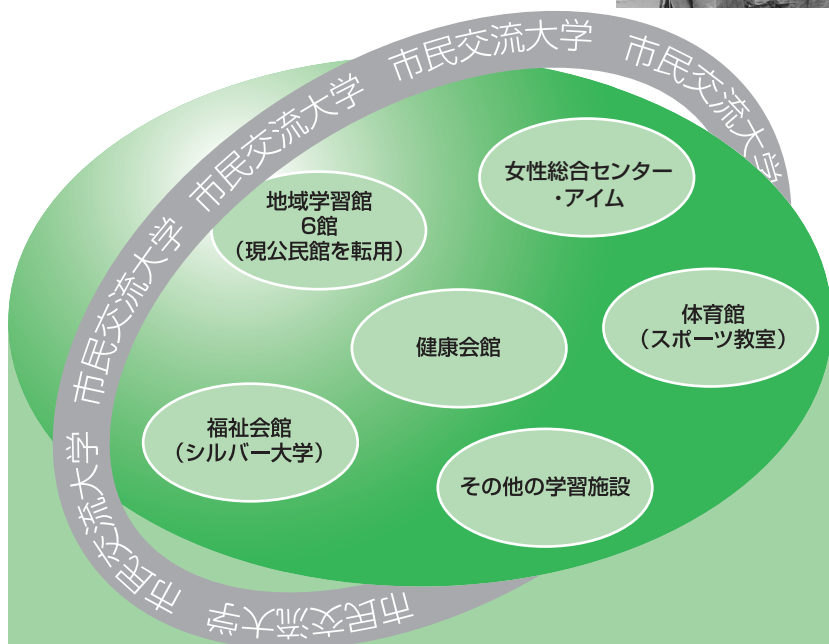 市民交流大学　市民交流大学　市民交流大学　市民交流大学　市民交流大学　市民交流大学
女性総合センター
・アイム
地域学習館
6館
（現公民館を転用）
体育館
（スポーツ教室）
健康会館
福祉会館
（シルバー大学）
その他の学習施設